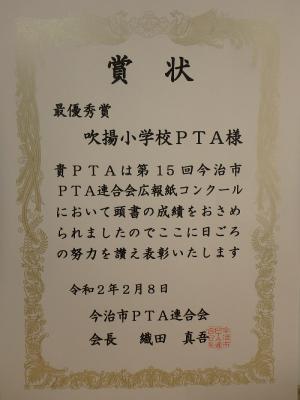 賞状
最優秀賞
吹揚小学校PTA様
貴PTAは第15回今治市
PTA連合会広報紙コンクール
において頭書の成績をおさめ
られましたのでここに日ごろ
の努力を讃え表彰いたします
令和2年2月8日
今治市PTA連合会
会長 織田 真吾